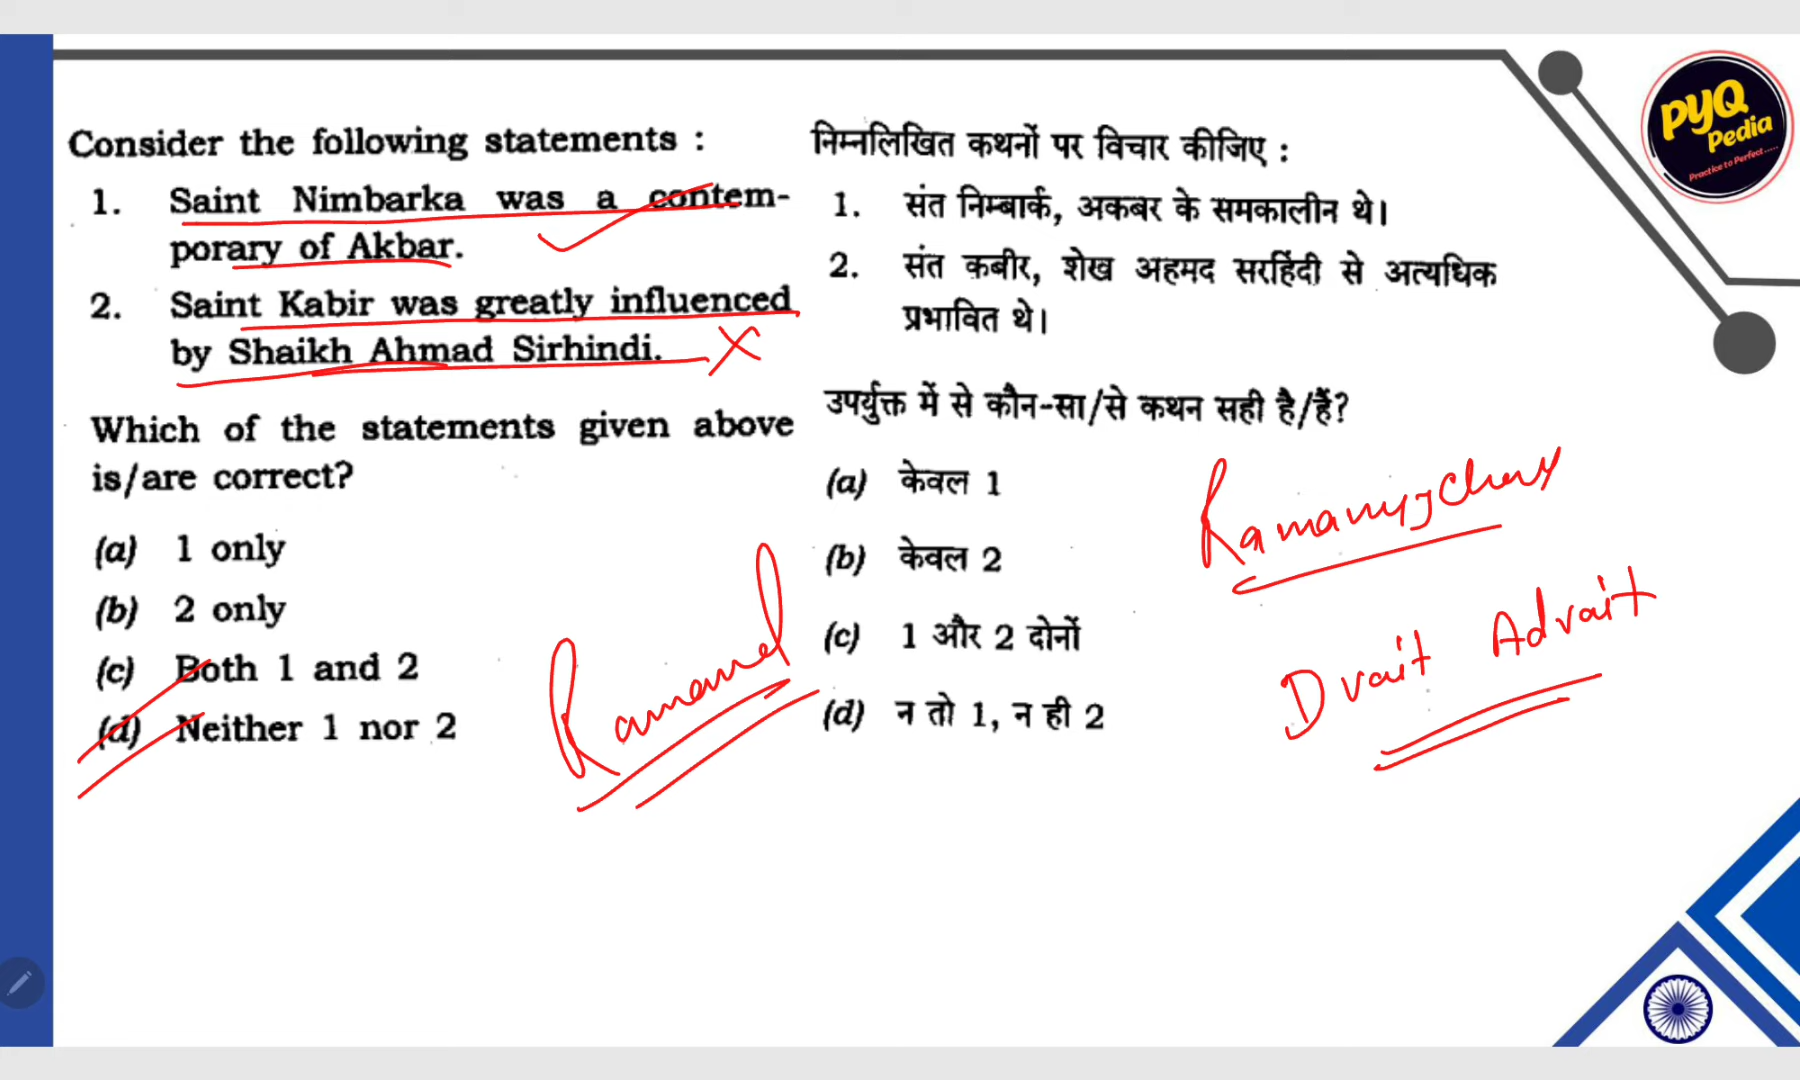 Consider the following statements :
1. Saint Nimbarka was a contem-
porary of Akbar.
2. Saint Kabir was greatly influenced
by Shaikh Ahmad Sirhindi.
Which of the statements given above
is/are correct?
(a) 1 only
(b) 2 only
(c) Both 1 and 2
(d) Neither 1 nor 2
निम्नलिखित कथनों पर विचार कीजिए :
1. संत निम्बार्क, अकबर के समकालीन थे।
2. संत कबीर, शेख अहमद सरहिंदी से अत्यधिक
प्रभावित थे।
उपर्युक्त में से कौन-सा/से कथन सही है/हैं?
(a) केवल 1
(b) केवल 2
(c) 1 और 2 दोनों
(d) न तो 1, न ही 2
Dvait Advait
PYQ
Pedia
Practice to Perfect.....